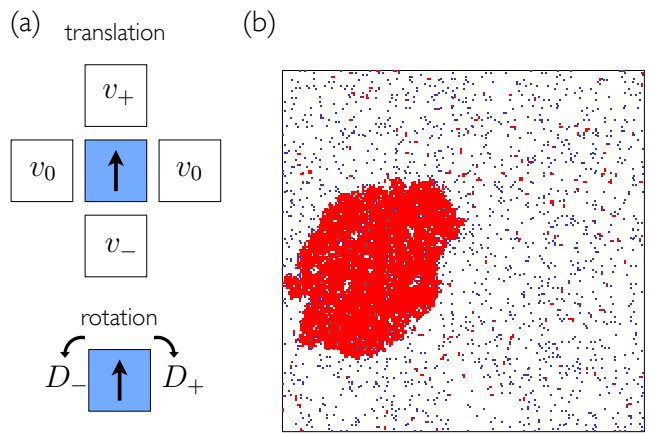 (a)
translation
v₊
v₀
v₀
v₋
rotation
D₋
D₊
(b)